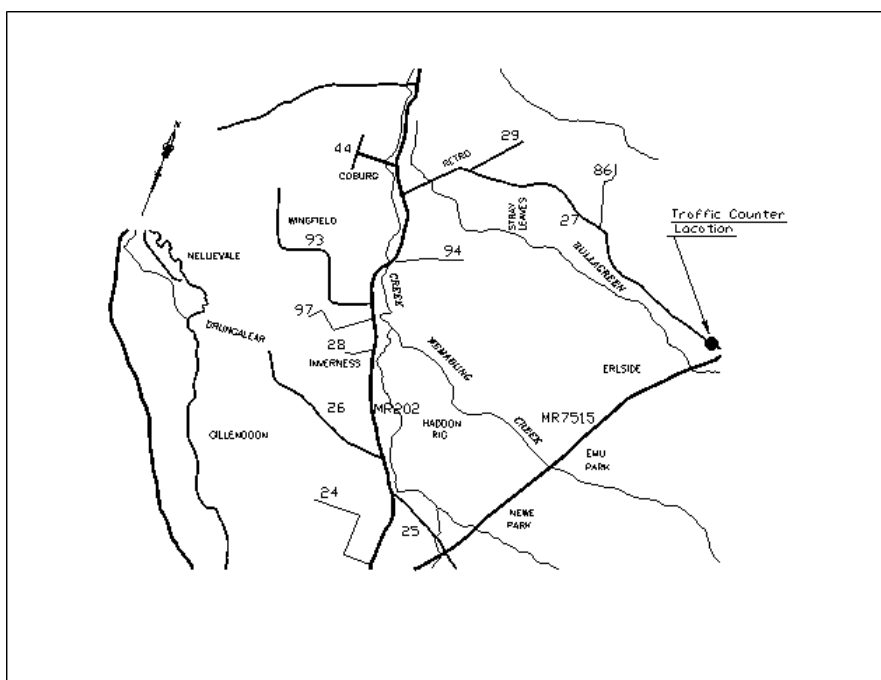 N
29
44
RETRO
COBURG
86
STRAY
LEAVES
27
Traffic Counter
Location
WINGFIELD
93
94
NELLIEVALE
BULLAGREEN
CREEK
97
DRUNGALEAR
28
INVERNESS
MEMAGONG
ERLSIDE
26
MR202
HADDON
RIG
MR7515
CREEK
GILLENDOON
EMU
PARK
24
NEWE
PARK
25